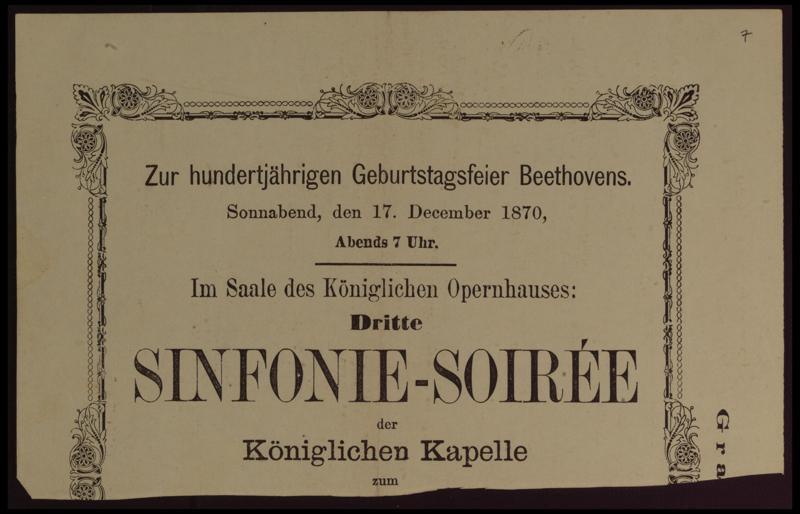 7
Zur hundertjährigen Geburtstagsfeier Beethovens.
Sonnabend, den 17. December 1870,
Abends 7 Uhr.
Im Saale des Königlichen Opernhauses:
Dritte
SINFONIE-SOIRÉE
der
Königlichen Kapelle
zum
Gra